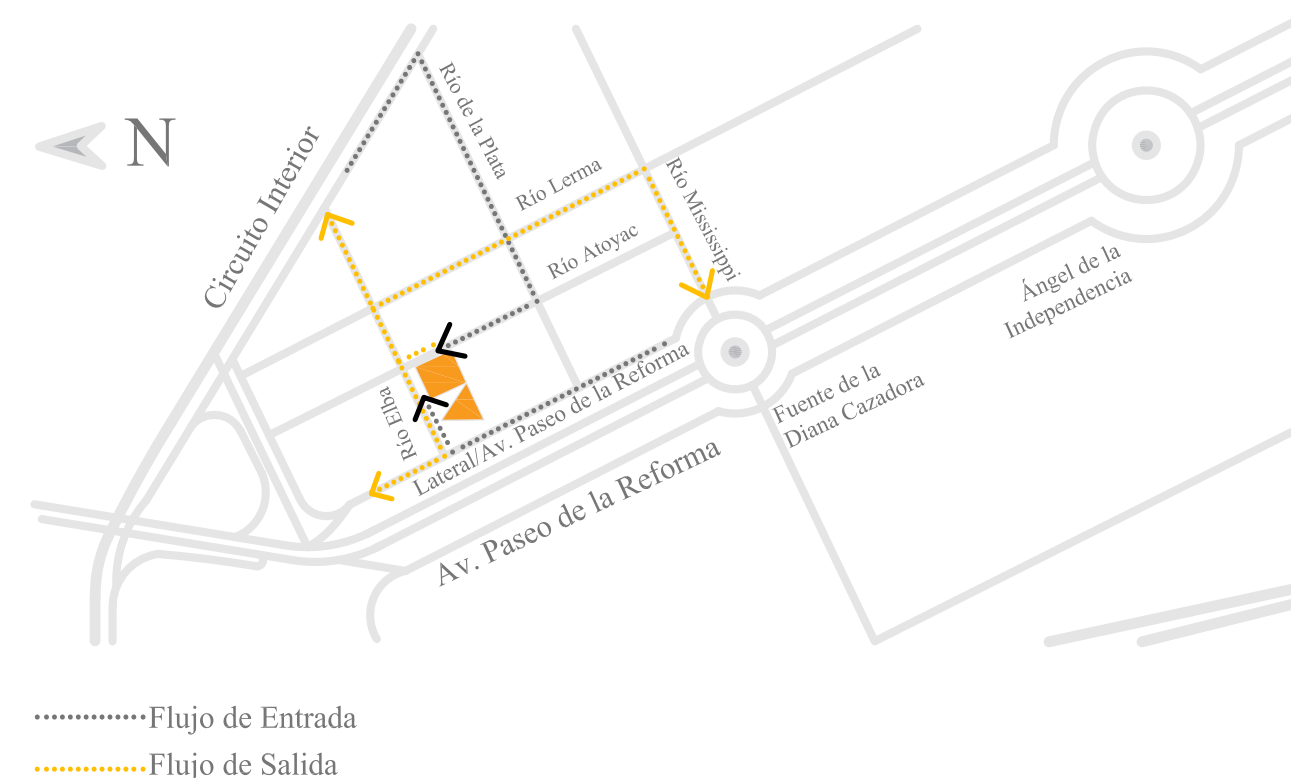 N
Circuito Interior
Río de la Plata
Río Lerma
Río Mississippi
Río Atoyac
Ángel de la
Independencia
Río Elba
Lateral/Av. Paseo de la Reforma
Fuente de la
Diana Cazadora
Av. Paseo de la Reforma
Flujo de Entrada
Flujo de Salida